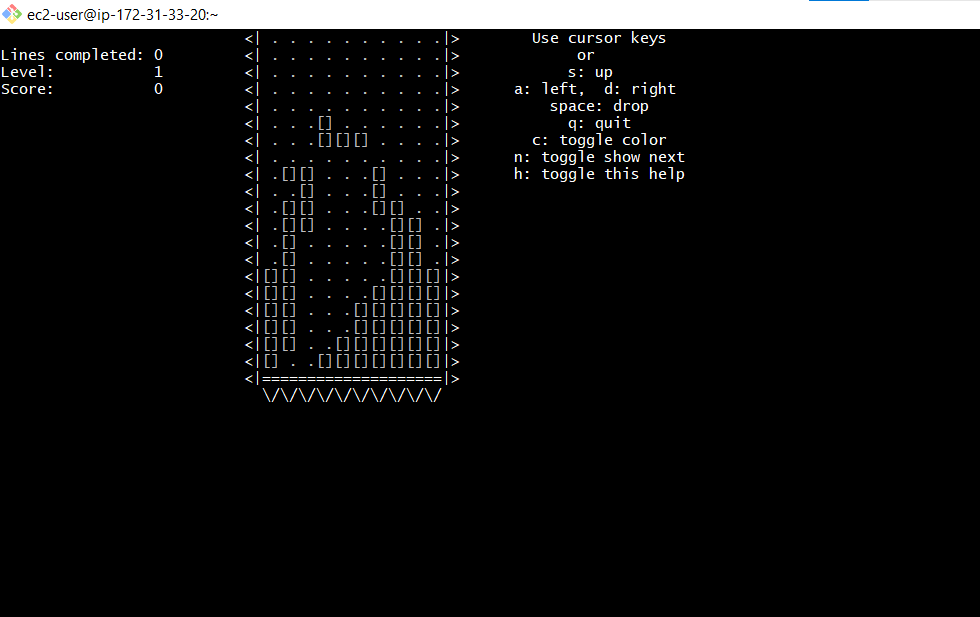 ec2-user@ip-172-31-33-20:~
<| . . . . . . . . . .|> Use cursor keys
Lines completed: 0 <| . . . . . . . . . .|> or
Level: 1 <| . . . . . . . . . .|> s: up
Score: 0 <| . . . . . . . . . .|> a: left, d: right
<| . . . . . . . . . .|> space: drop
<| . . .[] . . . . . .|> q: quit
<| . . .[][][] . . . .|> c: toggle color
<| . . . . . . . . . .|> n: toggle show next
<| .[][] . . .[] . . .|> h: toggle this help
<| . .[] . . .[] . . .|>
<| .[][] . . .[][] . .|>
<| .[][] . . . .[][] .|>
<| .[] . . . . .[][] .|>
<| .[] . . . . .[][] .|>
<|[][] . . . . .[][][]|>
<|[][] . . . .[][][][]|>
<|[][] . . .[][][][][]|>
<|[][] . . .[][][][][]|>
<|[][] . .[][][][][][]|>
<|[] . .[][][][][][][]|>
<|====================|>
\/\/\/\/\/\/\/\/\/\/